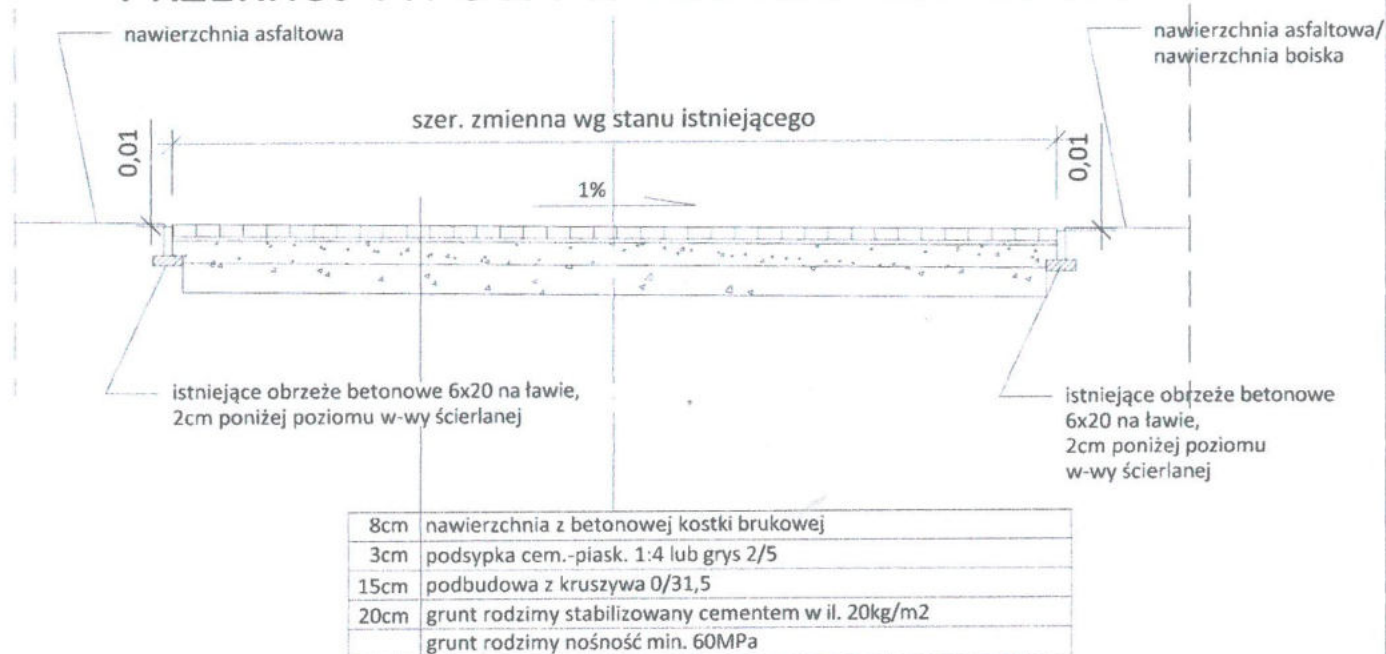 nawierzchnia asfaltowa
nawierzchnia asfaltowa/
nawierzchnia boiska
szer. zmienna wg stanu istniejącego
0,01
0,01
1%
istniejące obrzeże betonowe 6x20 na ławie,
2cm poniżej poziomu w-wy ścierlanej
istniejące obrzeże betonowe
6x20 na ławie,
2cm poniżej poziomu
w-wy ścierlanej
8cm nawierzchnia z betonowej kostki brukowej
3cm podsypka cem.-piask. 1:4 lub grys 2/5
15cm podbudowa z kruszywa 0/31,5
20cm grunt rodzimy stabilizowany cementem w il. 20kg/m2
grunt rodzimy nośność min. 60MPa